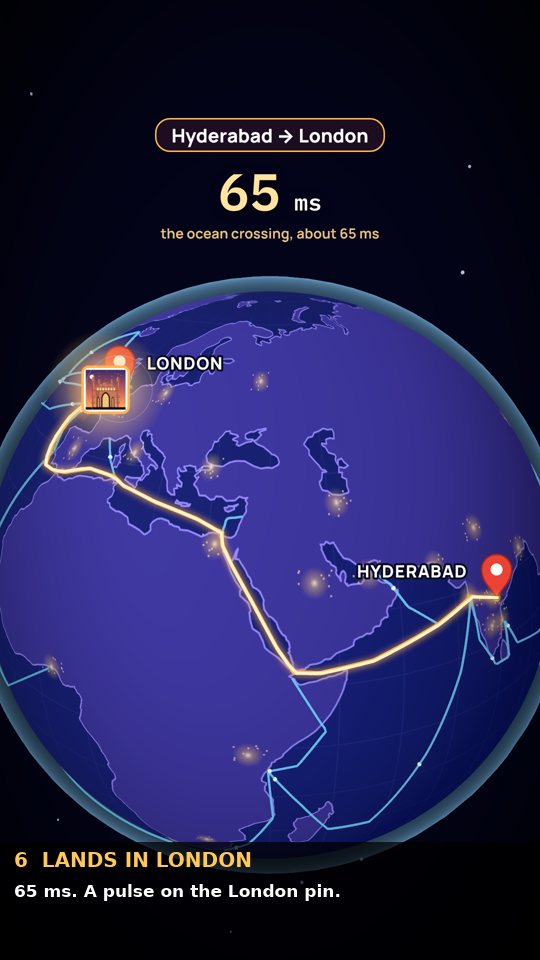 Hyderabad → London
65 ms
the ocean crossing, about 65 ms
LONDON
HYDERABAD
6 LANDS IN LONDON
65 ms. A pulse on the London pin.